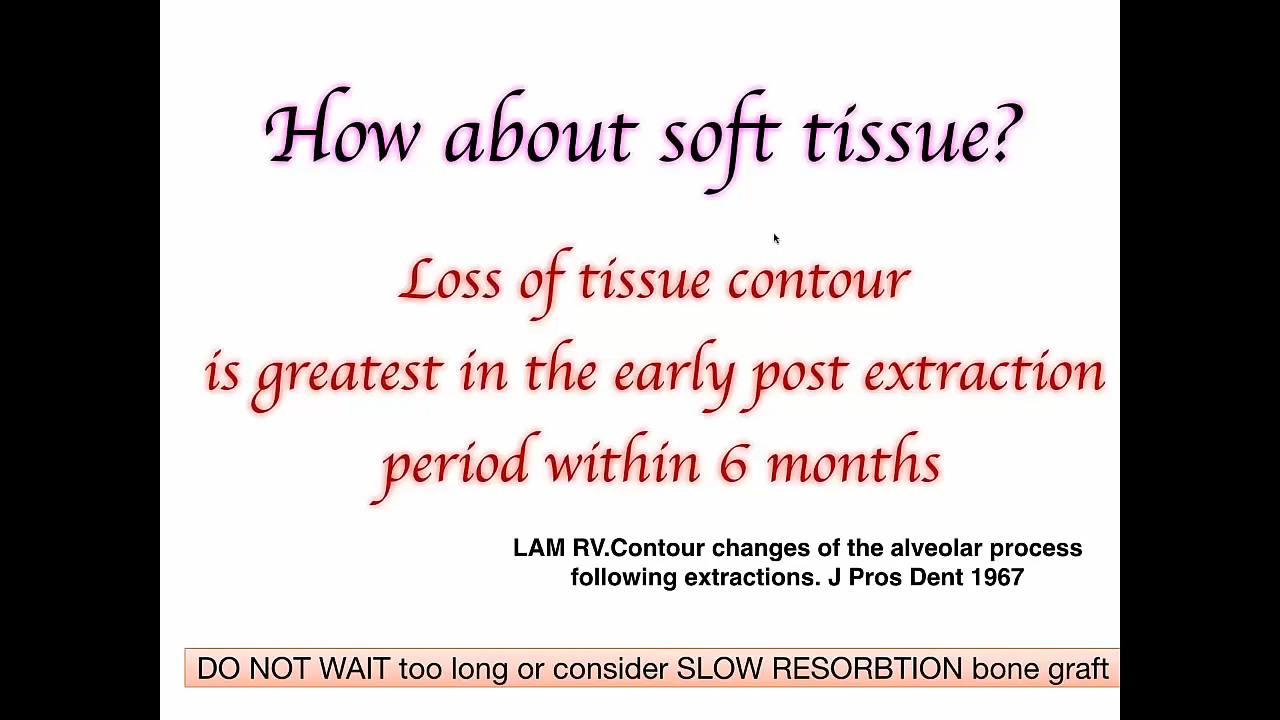 How about soft tissue?
Loss of tissue contour
is greatest in the early post extraction
period within 6 months
LAM RV.Contour changes of the alveolar process
following extractions. J Pros Dent 1967
DO NOT WAIT too long or consider SLOW RESORBTION bone graft